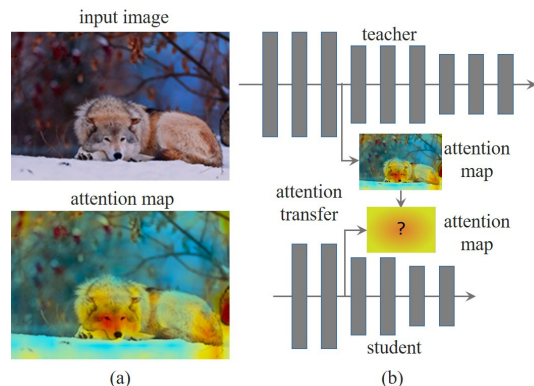 input image
attention map
(a)
teacher
attention
map
attention
transfer
?
attention
map
student
(b)